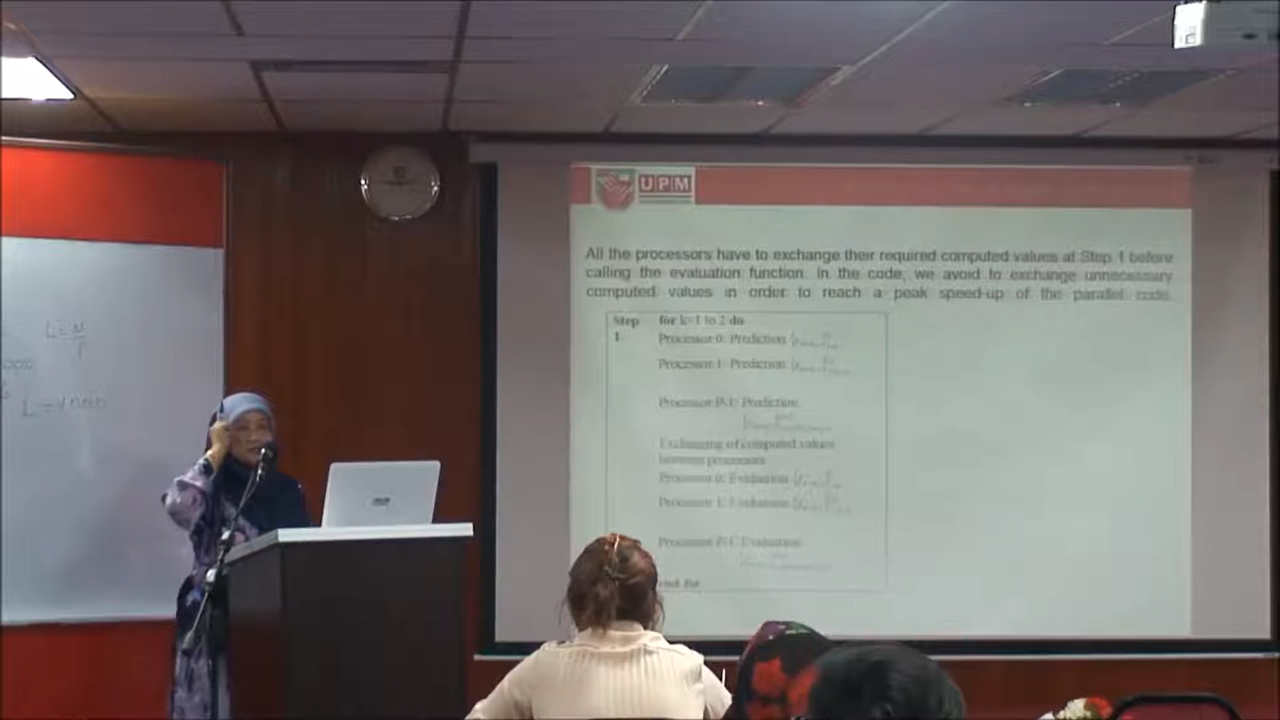 UPM
All the processors have to exchange their required computed values at Step 1 before
calling the evaluation function. In the code, we avoid to exchange unnecessary
computed values in order to reach a peak speed-up of the parallel code.
Step for k=1 to 2 do
1 Processor 0: Prediction
Processor 1: Prediction
Processor P-1: Prediction
Exchanging of computed values
between processors
Processor 0: Evaluation
Processor 1: Evaluation
Processor P-1: Evaluation
end for